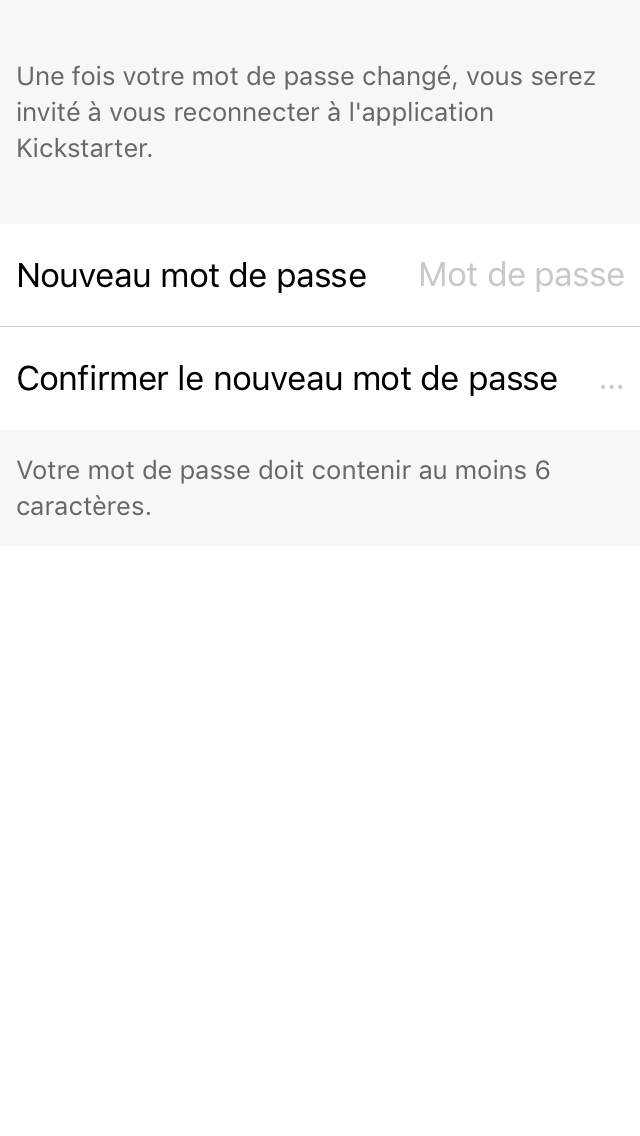 Une fois votre mot de passe changé, vous serez
invité à vous reconnecter à l'application
Kickstarter.
Nouveau mot de passe Mot de passe
Confirmer le nouveau mot de passe ...
Votre mot de passe doit contenir au moins 6
caractères.